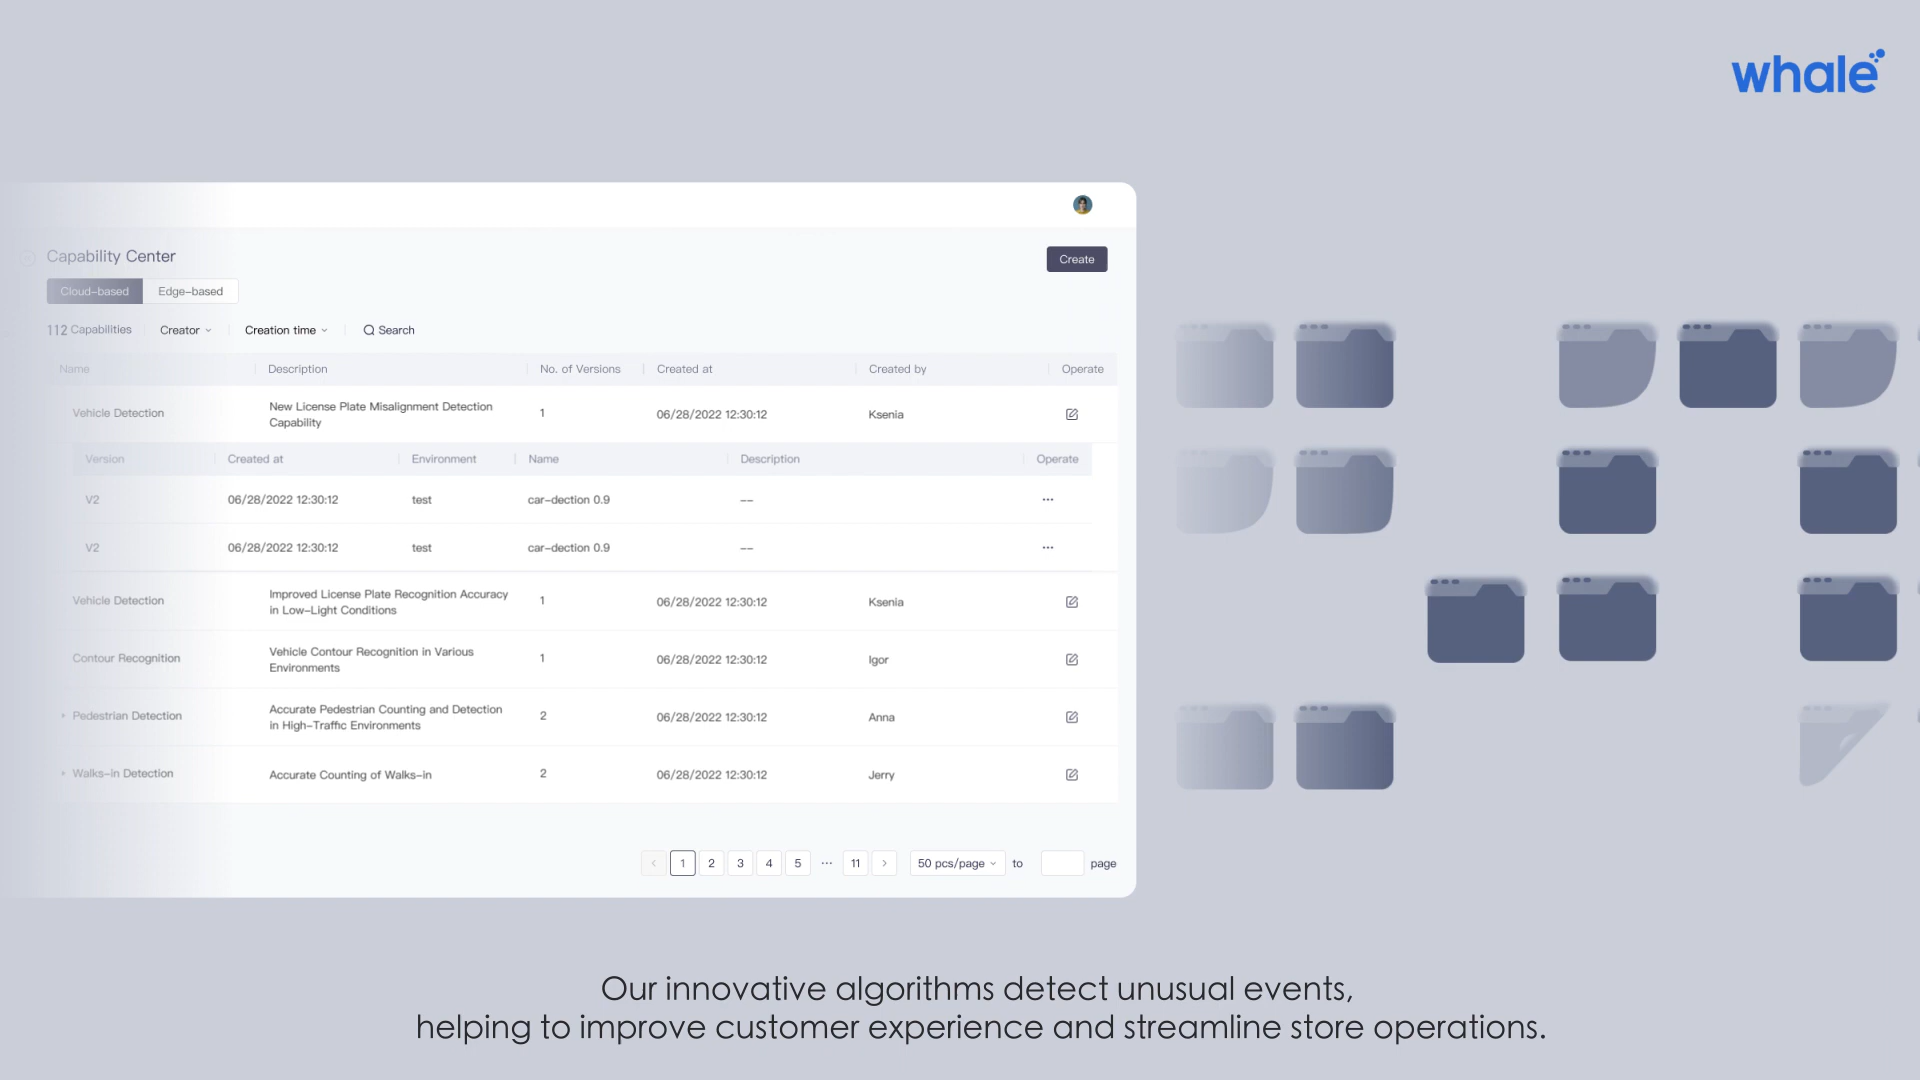 whale
Capability Center
Create
Cloud-based Edge-based
112 Capabilities Creator Creation time Search
Name Description No. of Versions Created at Created by Operate
Vehicle Detection New License Plate Misalignment Detection Capability 1 06/28/2022 12:30:12 Ksenia
Version Created at Environment Name Description Operate
V2 06/28/2022 12:30:12 test car-dection 0.9 -- ···
V2 06/28/2022 12:30:12 test car-dection 0.9 -- ···
Vehicle Detection Improved License Plate Recognition Accuracy in Low-Light Conditions 1 06/28/2022 12:30:12 Ksenia
Contour Recognition Vehicle Contour Recognition in Various Environments 1 06/28/2022 12:30:12 Igor
Pedestrian Detection Accurate Pedestrian Counting and Detection in High-Traffic Environments 2 06/28/2022 12:30:12 Anna
Walks-in Detection Accurate Counting of Walks-in 2 06/28/2022 12:30:12 Jerry
< 1 2 3 4 5 ··· 11 > 50 pcs/page to page
Our innovative algorithms detect unusual events,
helping to improve customer experience and streamline store operations.